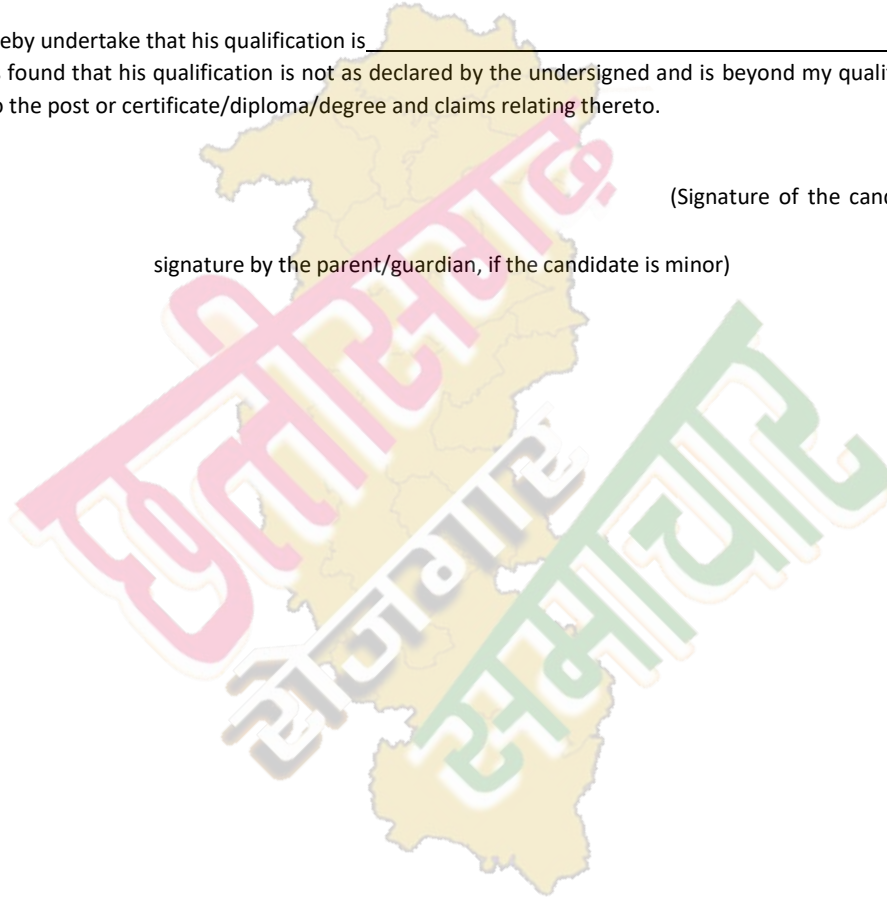 eby undertake that his qualification is
found that his qualification is not as declared by the undersigned and is beyond my quali
the post or certificate/diploma/degree and claims relating thereto.
(Signature of the can
signature by the parent/guardian, if the candidate is minor)
छत्तीसगढ़
रोजगार
समाचार